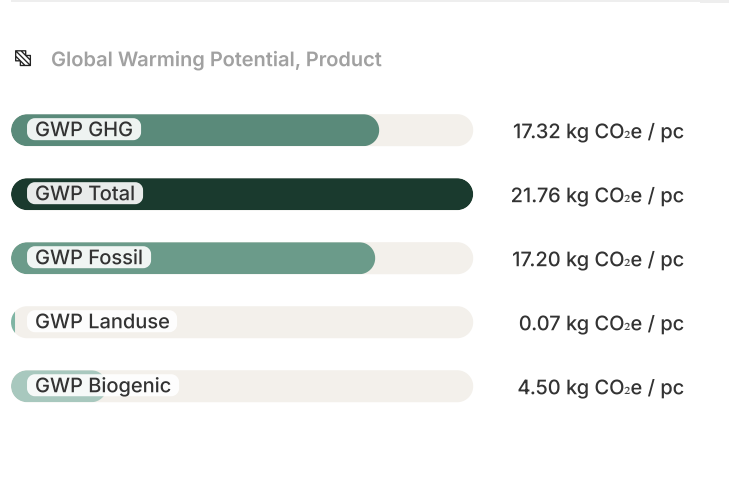 Global Warming Potential, Product
GWP GHG 17.32 kg CO₂e / pc
GWP Total 21.76 kg CO₂e / pc
GWP Fossil 17.20 kg CO₂e / pc
GWP Landuse 0.07 kg CO₂e / pc
GWP Biogenic 4.50 kg CO₂e / pc